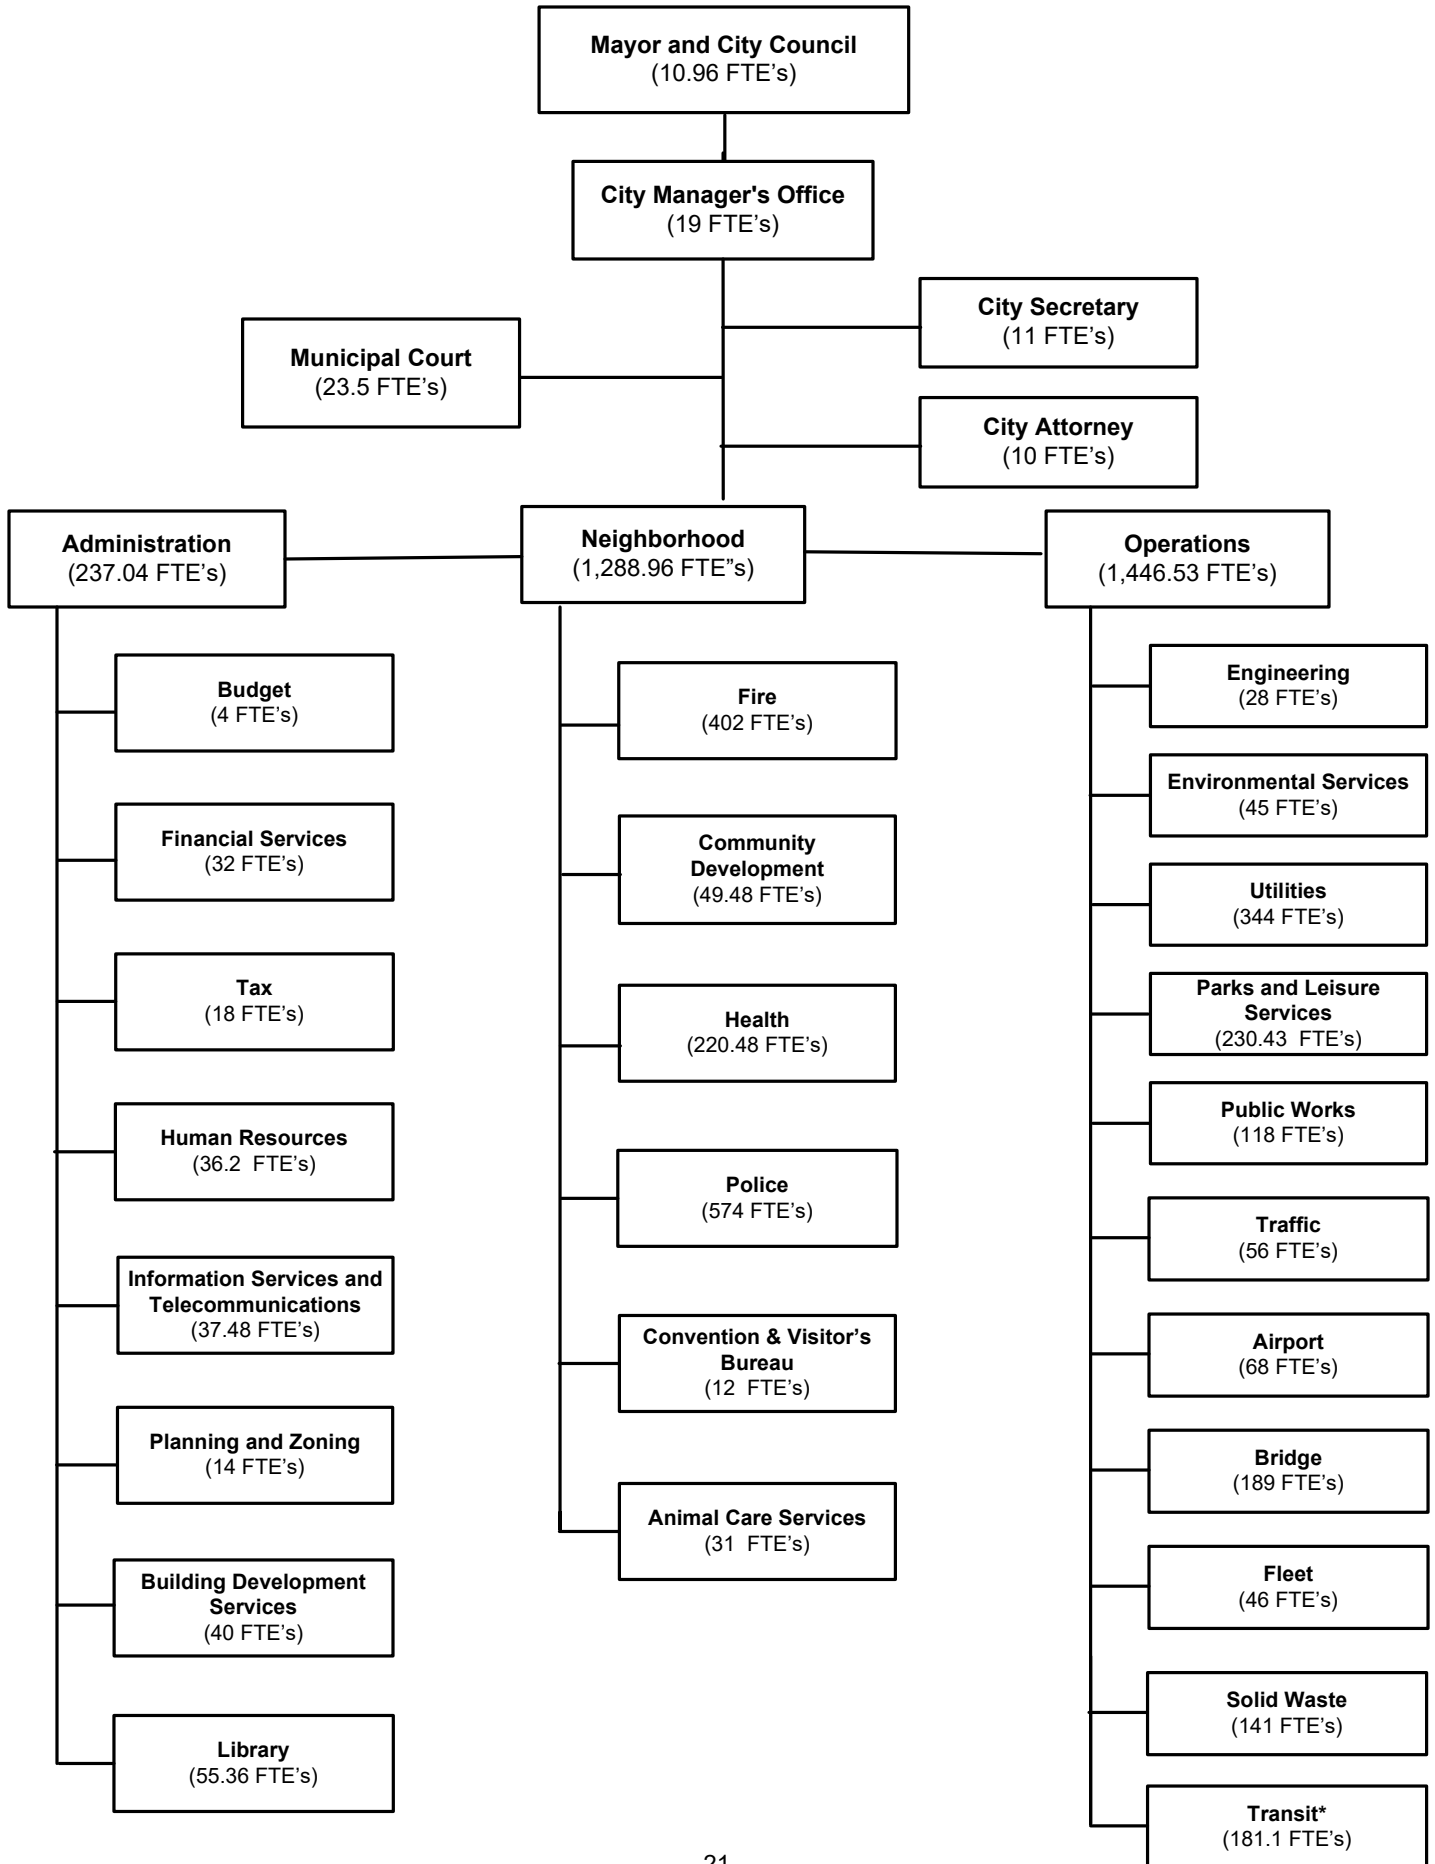 Mayor and City Council
(10.96 FTE's)
City Manager's Office
(19 FTE's)
City Secretary
(11 FTE's)
Municipal Court
(23.5 FTE's)
City Attorney
(10 FTE's)
Administration
(237.04 FTE's)
Neighborhood
(1,288.96 FTE"s)
Operations
(1,446.53 FTE's)
Budget
(4 FTE's)
Financial Services
(32 FTE's)
Tax
(18 FTE's)
Human Resources
(36.2 FTE's)
Information Services and
Telecommunications
(37.48 FTE's)
Planning and Zoning
(14 FTE's)
Building Development
Services
(40 FTE's)
Library
(55.36 FTE's)
Fire
(402 FTE's)
Community
Development
(49.48 FTE's)
Health
(220.48 FTE's)
Police
(574 FTE's)
Convention & Visitor's
Bureau
(12 FTE's)
Animal Care Services
(31 FTE's)
Engineering
(28 FTE's)
Environmental Services
(45 FTE's)
Utilities
(344 FTE's)
Parks and Leisure
Services
(230.43 FTE's)
Public Works
(118 FTE's)
Traffic
(56 FTE's)
Airport
(68 FTE's)
Bridge
(189 FTE's)
Fleet
(46 FTE's)
Solid Waste
(141 FTE's)
Transit*
(181.1 FTE's)
21